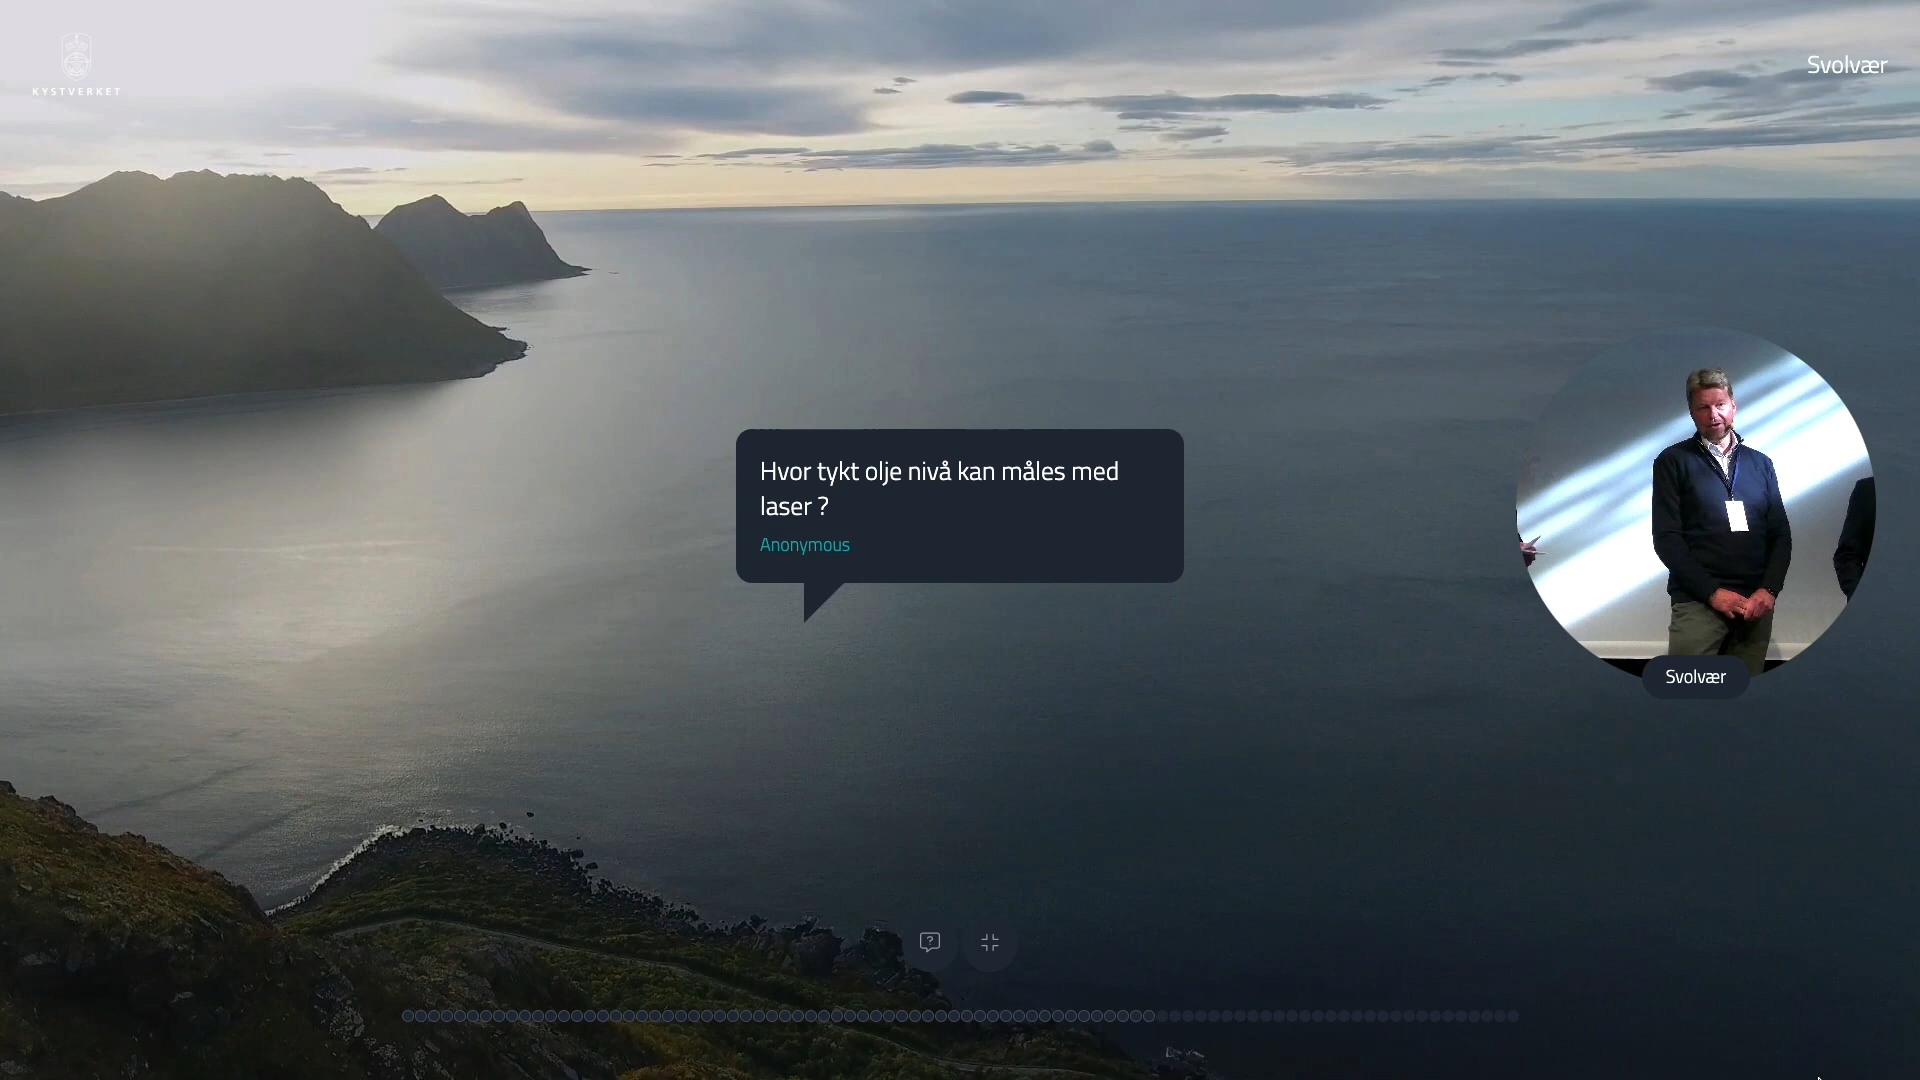 KYSTVERKET
Svolvær
Hvor tykt olje nivå kan måles med
laser ?
Anonymous
Svolvær